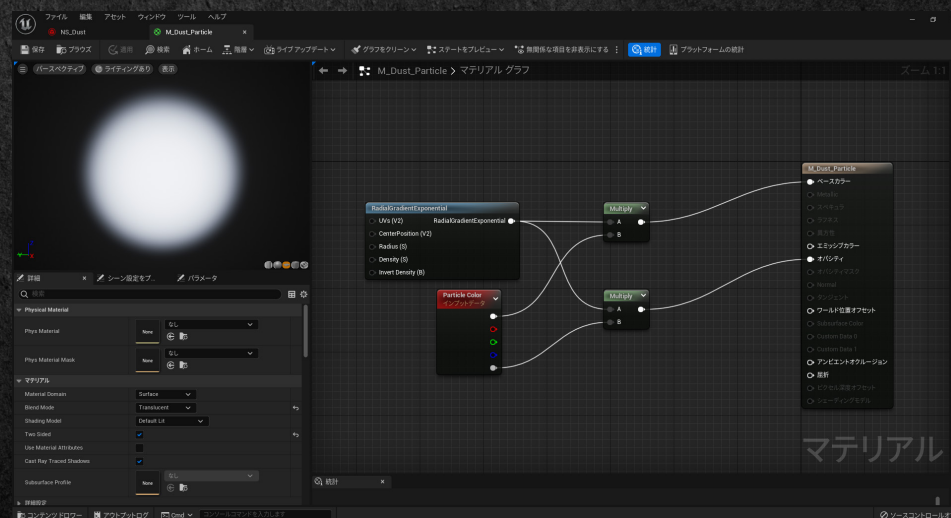 ファイル 編集 アセット ウィンドウ ツール ヘルプ
NS_Dust
M_Dust_Particle
保存 ブラウズ 適用 検索 ホーム 階層 ライブアップデート グラフをクリーン ステートをプレビュー 無関係な項目を非表示にする 統計 プラットフォームの統計
パースペクティブ ライティングあり 表示
M_Dust_Particle > マテリアル グラフ
ズーム 1:1
RadialGradientExponential
UVs (V2) RadialGradientExponential
CenterPosition (V2)
Radius (S)
Density (S)
Invert Density (B)
Particle Color
インプットデータ
Multiply
A
B
Multiply
A
B
M_Dust_Particle
ベースカラー
Metallic
スペキュラ
ラフネス
異方性
エミッシブカラー
オパシティ
オパシティマスク
Normal
タンジェント
ワールド位置オフセット
Subsurface Color
Custom Data 0
Custom Data 1
アンビエントオクルージョン
屈折
ピクセル深度オフセット
シェーディングモデル
マテリアル
詳細 シーン設定をプ.. パラメータ
検索
Physical Material
Phys Material None なし
Phys Material Mask None なし
マテリアル
Material Domain Surface
Blend Mode Translucent
Shading Model Default Lit
Two Sided
Use Material Attributes
Cast Ray Traced Shadows
Subsurface Profile None なし
詳細設定
統計
コンテンツドロワー アウトプットログ Cmd コンソールコマンドを入力します
ソースコントロールオ